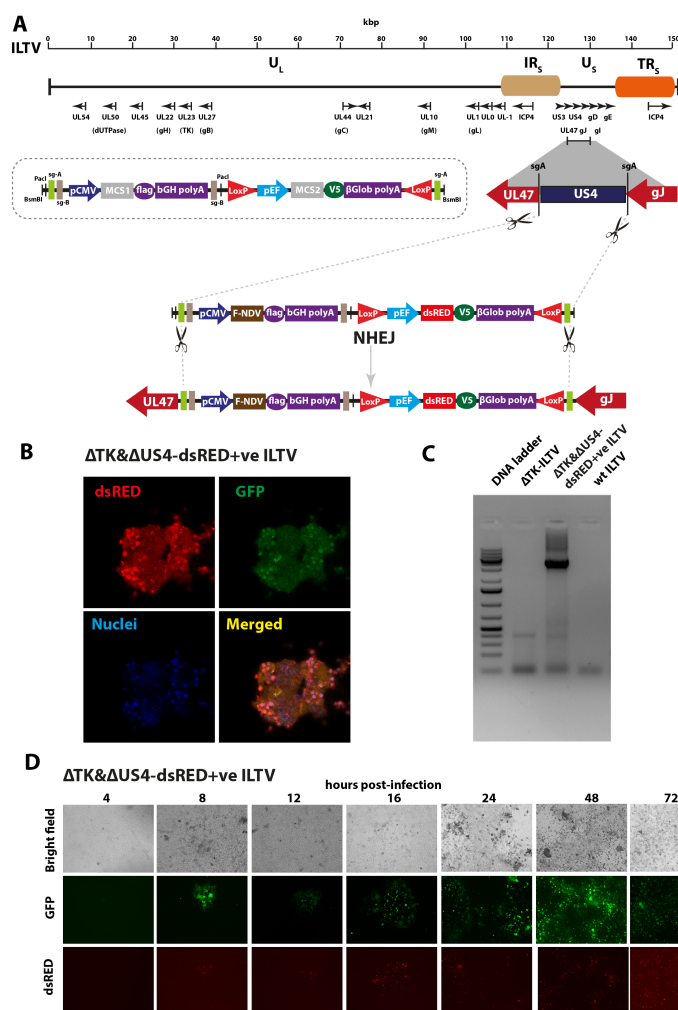 A
kbp
ILTV
0 10 20 30 40 50 60 70 80 90 100 110 120 130 140 150
UL IRS US TRS
UL54 UL50 UL45 UL22 UL23 UL27 UL44 UL21 UL10 UL1 UL0 UL-1 ICP4 US3 US4 gD gE ICP4
(dUTPase) (gH) (TK) (gB) (gC) (gM) (gL) UL47 gJ gI
sgA sgA
UL47 US4 gJ
PacI sg-A PacI sg-A
pCMV MCS1 flag bGH polyA LoxP pEF MCS2 V5 βGlob polyA LoxP
BsmBI sg-B sg-B BsmBI
pCMV F-NDV flag bGH polyA LoxP pEF dsRED V5 βGlob polyA LoxP
NHEJ
UL47 pCMV F-NDV flag bGH polyA LoxP pEF dsRED V5 βGlob polyA LoxP gJ
B
ΔTK&ΔUS4-dsRED+ve ILTV
dsRED GFP
Nuclei Merged
C
DNA ladder
ΔTK-ILTV
ΔTK&ΔUS4-
dsRED+ve ILTV
wt ILTV
D
ΔTK&ΔUS4-dsRED+ve ILTV
hours post-infection
4 8 12 16 24 48 72
Bright field
GFP
dsRED